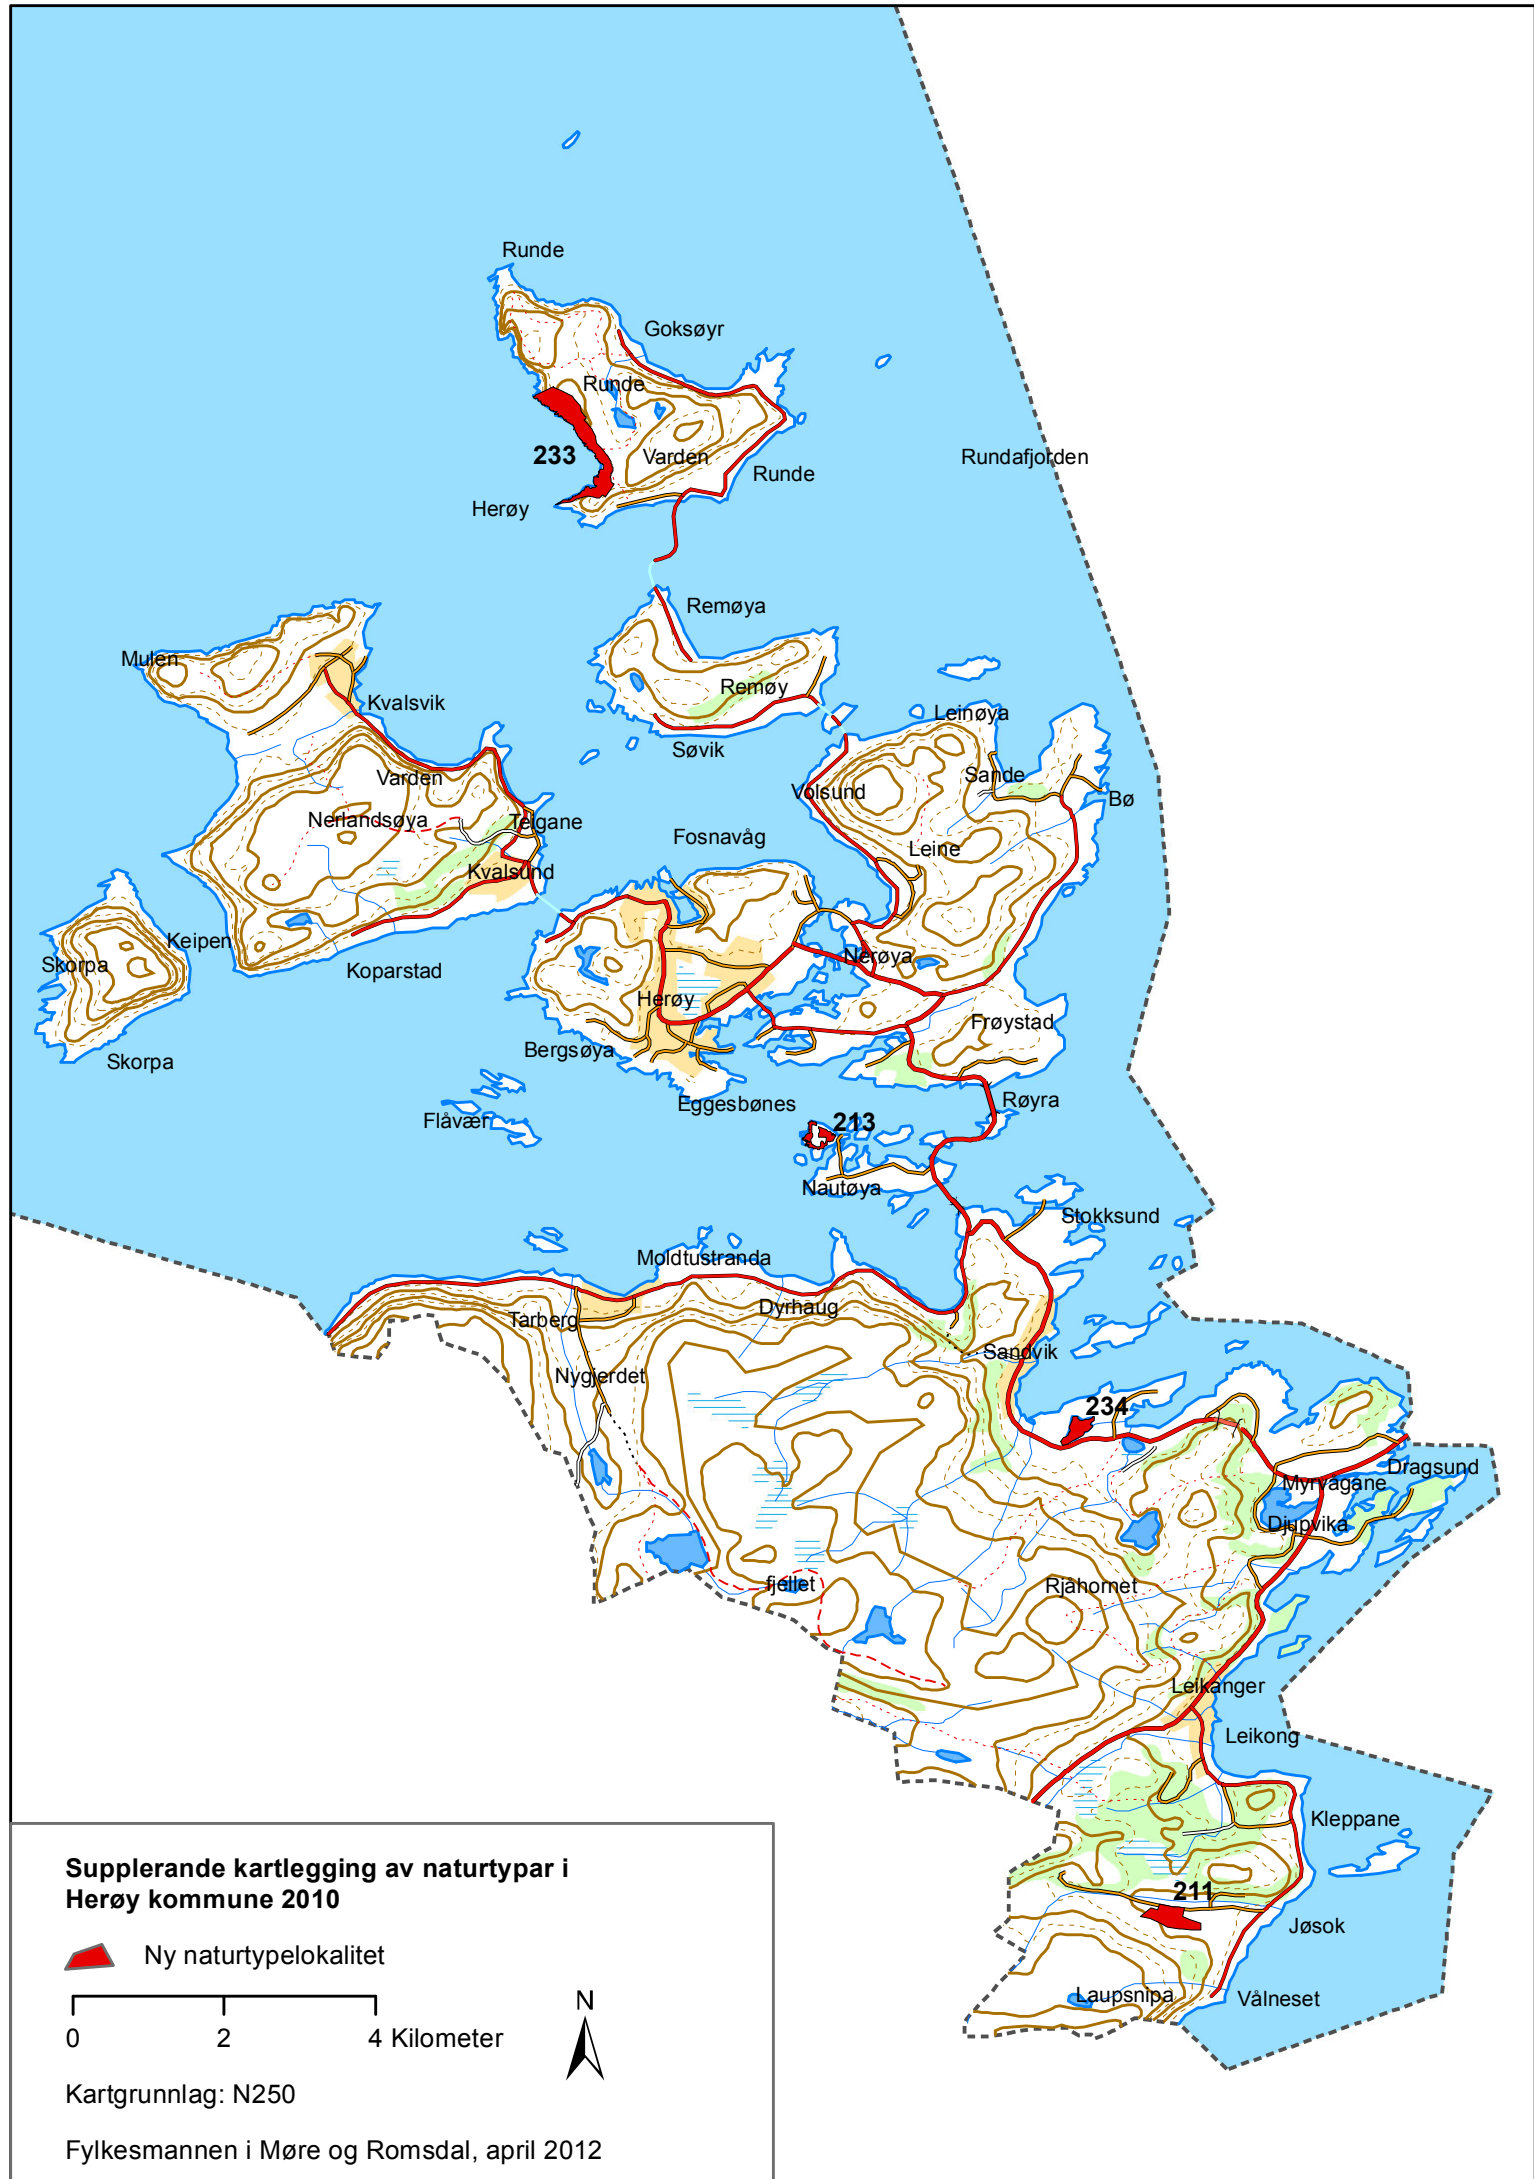 Runde
Goksøyr
Runde
233
Varden
Rundafjorden
Runde
Herøy
Remøya
Mulen
Remøy
Kvalsvik
Leinøya
Søvik
Varden
Sande
Volsund
Bø
Nerlandsøya
Teigane
Fosnavåg
Leine
Kvalsund
Keipen
Nerøya
Skorpa
Koparstad
Herøy
Frøystad
Bergsøya
Skorpa
Eggesbønes
Røyra
Flåvær
213
Nautøya
Stokksund
Moldtustranda
Dyrhaug
Tarberg
Sandvik
Nygjerdet
234
Dragsund
Myrvågane
Djupvika
fjellet
Rjåhornet
Leikanger
Leikong
Kleppane
211
Jøsok
Laupsnipa
Vålneset
Supplerande kartlegging av naturtypar i
Herøy kommune 2010
Ny naturtypelokalitet
N
0 2 4 Kilometer
Kartgrunnlag: N250
Fylkesmannen i Møre og Romsdal, april 2012